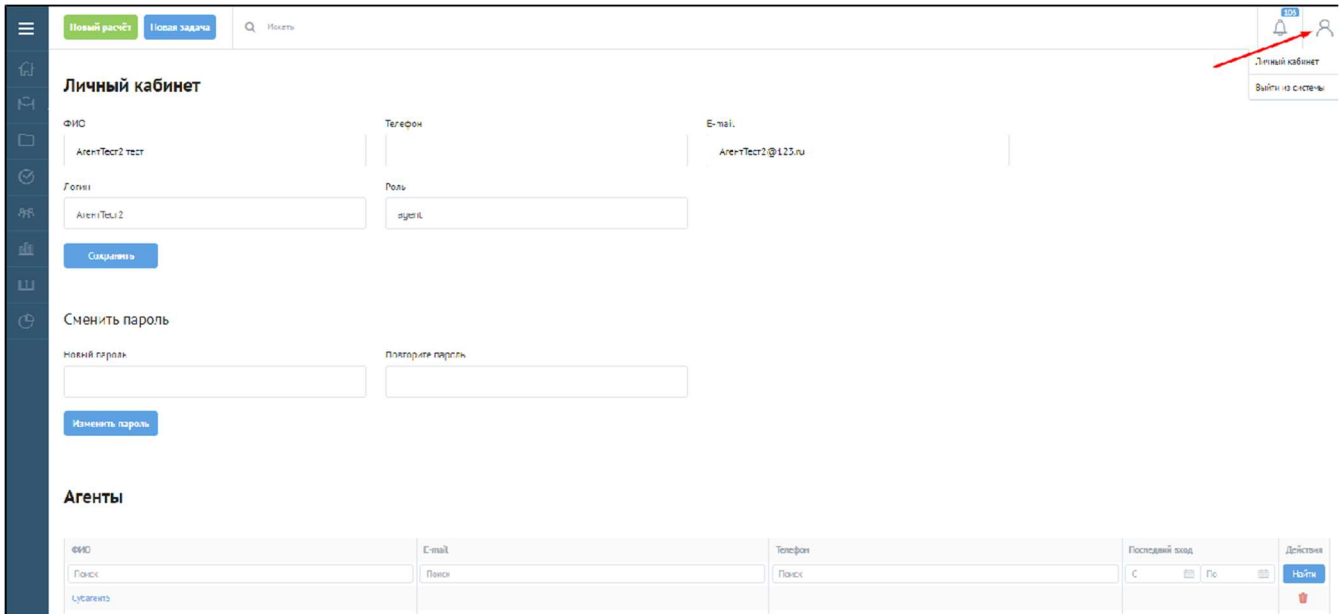 Новый расчёт Новая задача Искать 106
Личный кабинет
Выйти из системы
Личный кабинет
ФИО Телефон E-mail
АгентТест2 тест АгентТест2@123.ru
Логин Роль
АгентТест2 agent
Сохранить
Сменить пароль
Новый пароль Повторите пароль
Изменить пароль
Агенты
ФИО E-mail Телефон Последний вход Действия
Поиск Поиск Поиск С По Найти